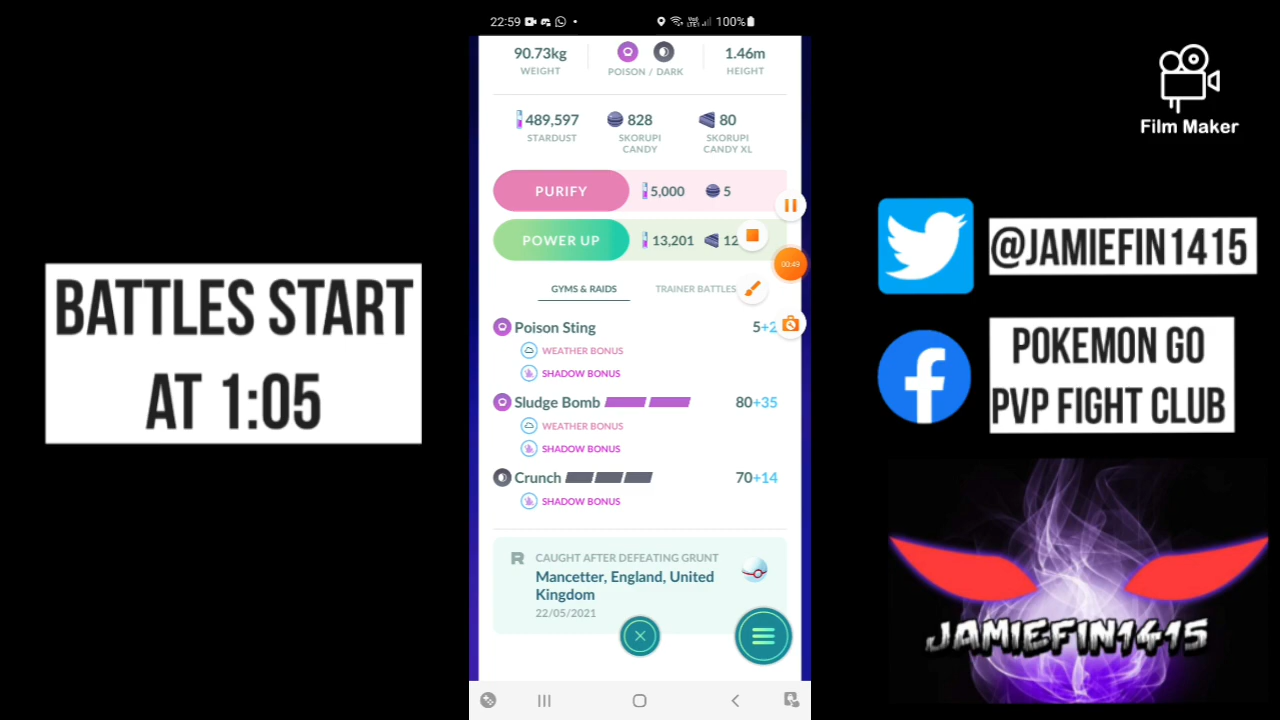 22:59 100%
90.73kg
WEIGHT
POISON / DARK
1.46m
HEIGHT
489,597
STARDUST
828
SKORUPI
CANDY
80
SKORUPI
CANDY XL
PURIFY 5,000 5
POWER UP 13,201 12
GYMS & RAIDS TRAINER BATTLES
Poison Sting 5+2
WEATHER BONUS
SHADOW BONUS
Sludge Bomb 80+35
WEATHER BONUS
SHADOW BONUS
Crunch 70+14
SHADOW BONUS
R CAUGHT AFTER DEFEATING GRUNT
Mancetter, England, United
Kingdom
22/05/2021
00:49
BATTLES START
AT 1:05
Film Maker
@JAMIEFIN1415
POKEMON GO
PVP FIGHT CLUB
JAMIEFIN1415